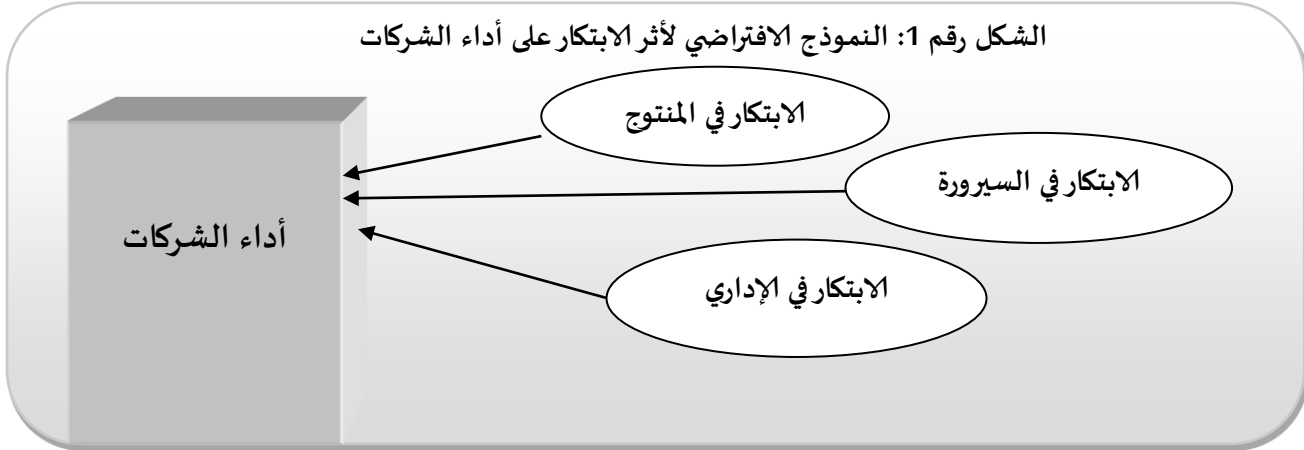 الشكل رقم 1: النموذج الافتراضي لأثر الابتكار على أداء الشركات
الابتكار في المنتوج
الابتكار في السيرورة
أداء الشركات
الابتكار في الإداري